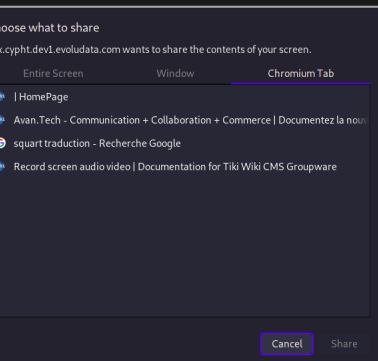 oose what to share
x.cypht.dev1.evoludata.com wants to share the contents of your screen.
Entire Screen Window Chromium Tab
| HomePage
Avan.Tech - Communication + Collaboration + Commerce | Documentez la nouv
squart traduction - Recherche Google
Record screen audio video | Documentation for Tiki Wiki CMS Groupware
Cancel Share